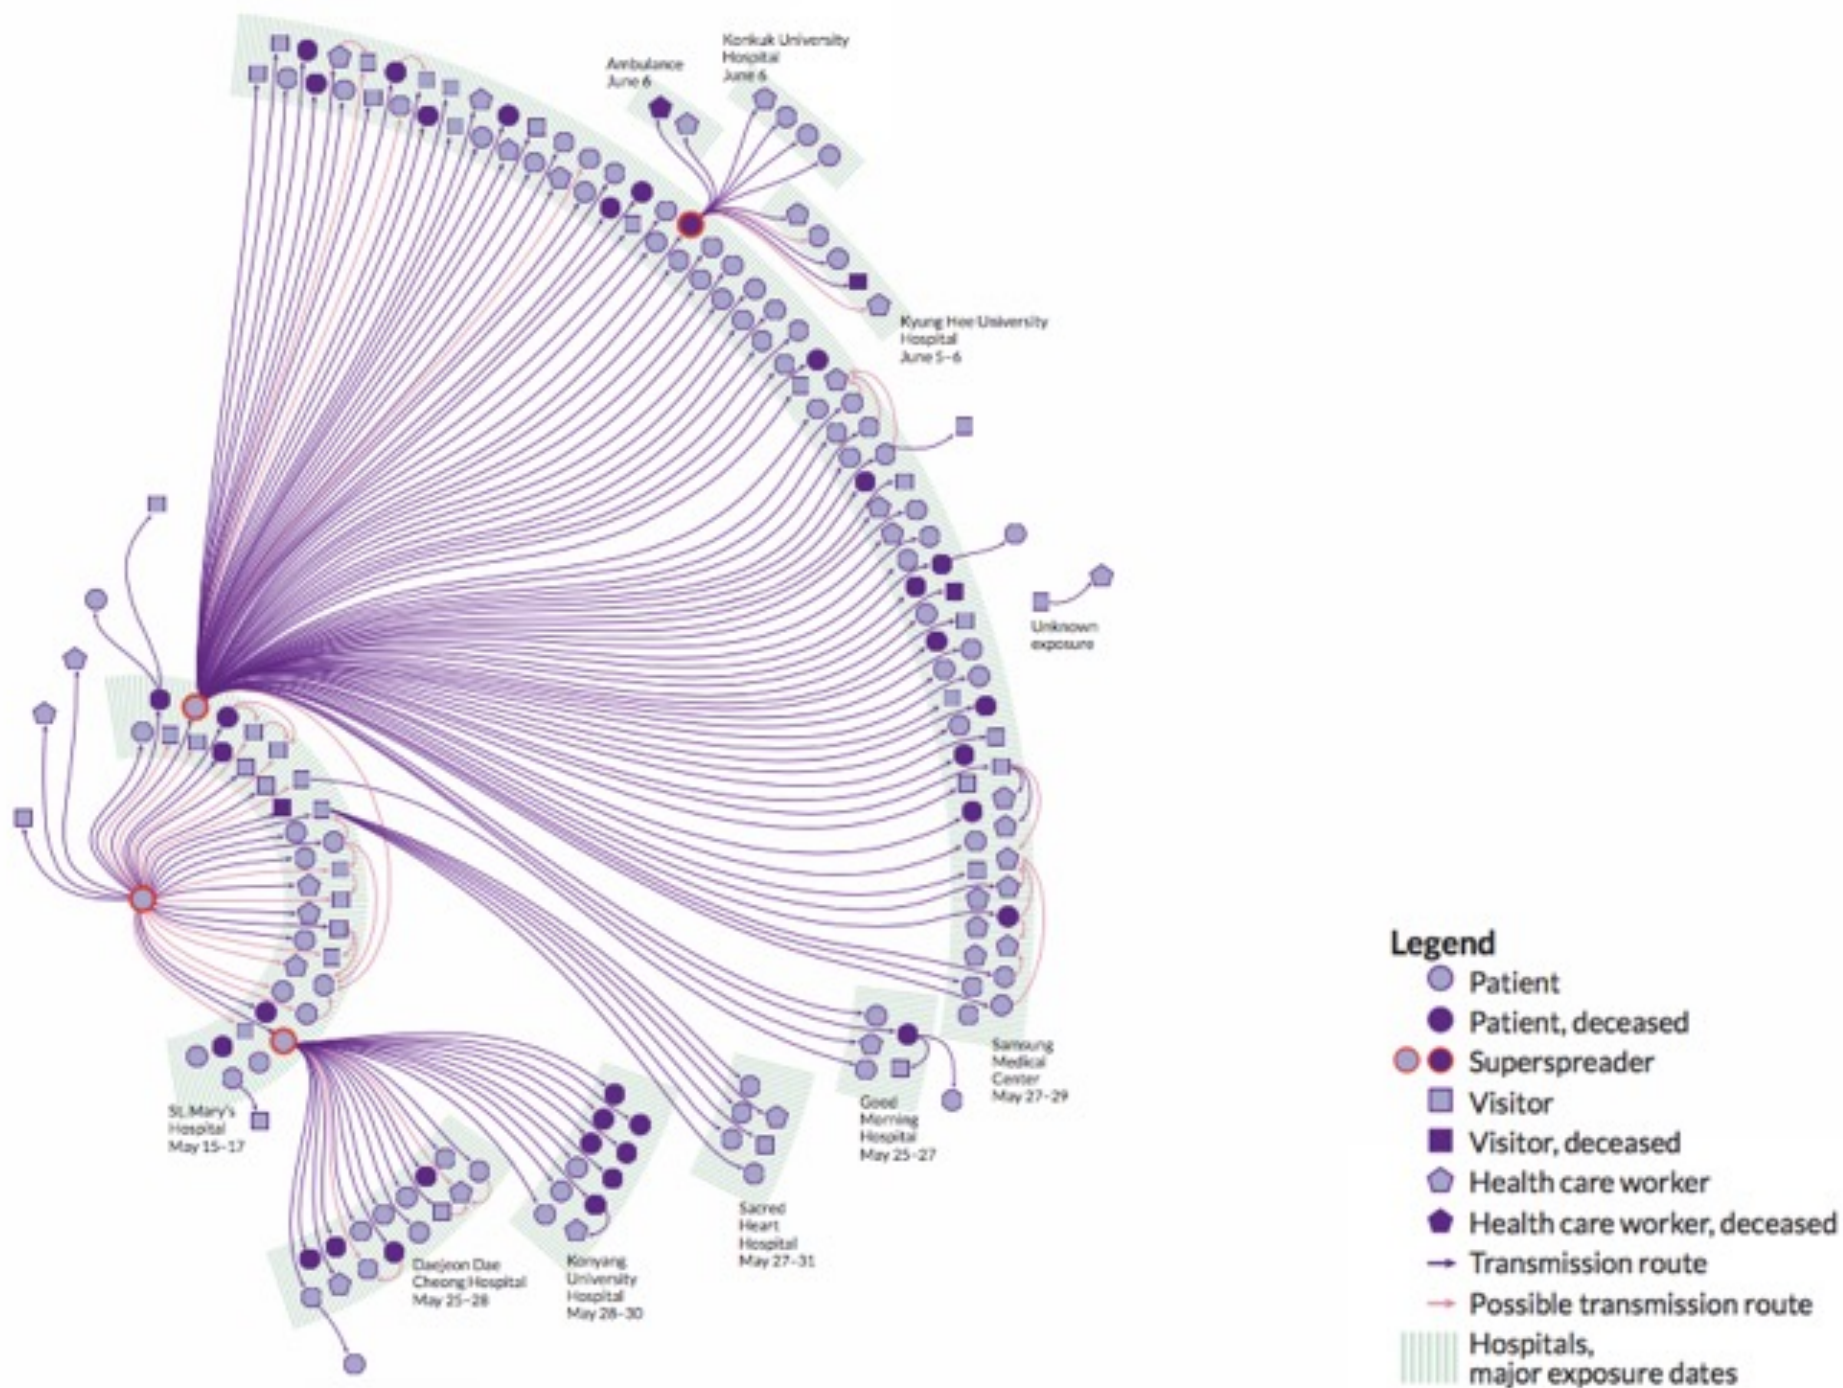 Konkuk University
Hospital
June 6
Ambulance
June 6
Kyung Hee University
Hospital
June 5–6
Unknown
exposure
St. Mary's
Hospital
May 15–17
Daejeon Dae
Cheong Hospital
May 25–28
Konyang
University
Hospital
May 28–30
Sacred
Heart
Hospital
May 27–31
Good
Morning
Hospital
May 25–27
Samsung
Medical
Center
May 27–29
Legend
Patient
Patient, deceased
Superspreader
Visitor
Visitor, deceased
Health care worker
Health care worker, deceased
Transmission route
Possible transmission route
Hospitals,
major exposure dates